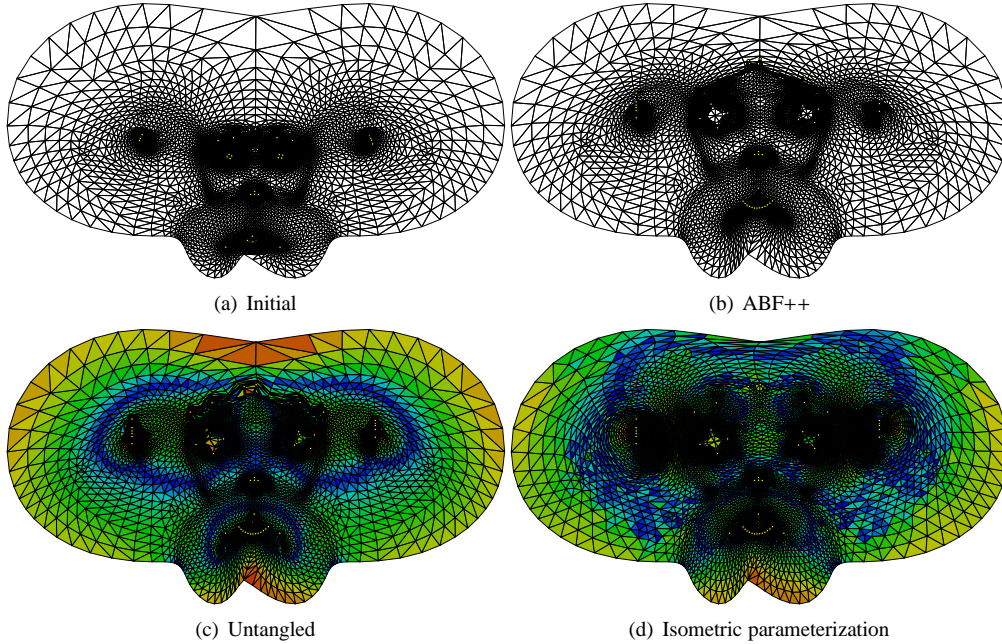 (a) Initial
(b) ABF++
(c) Untangled
(d) Isometric parameterization